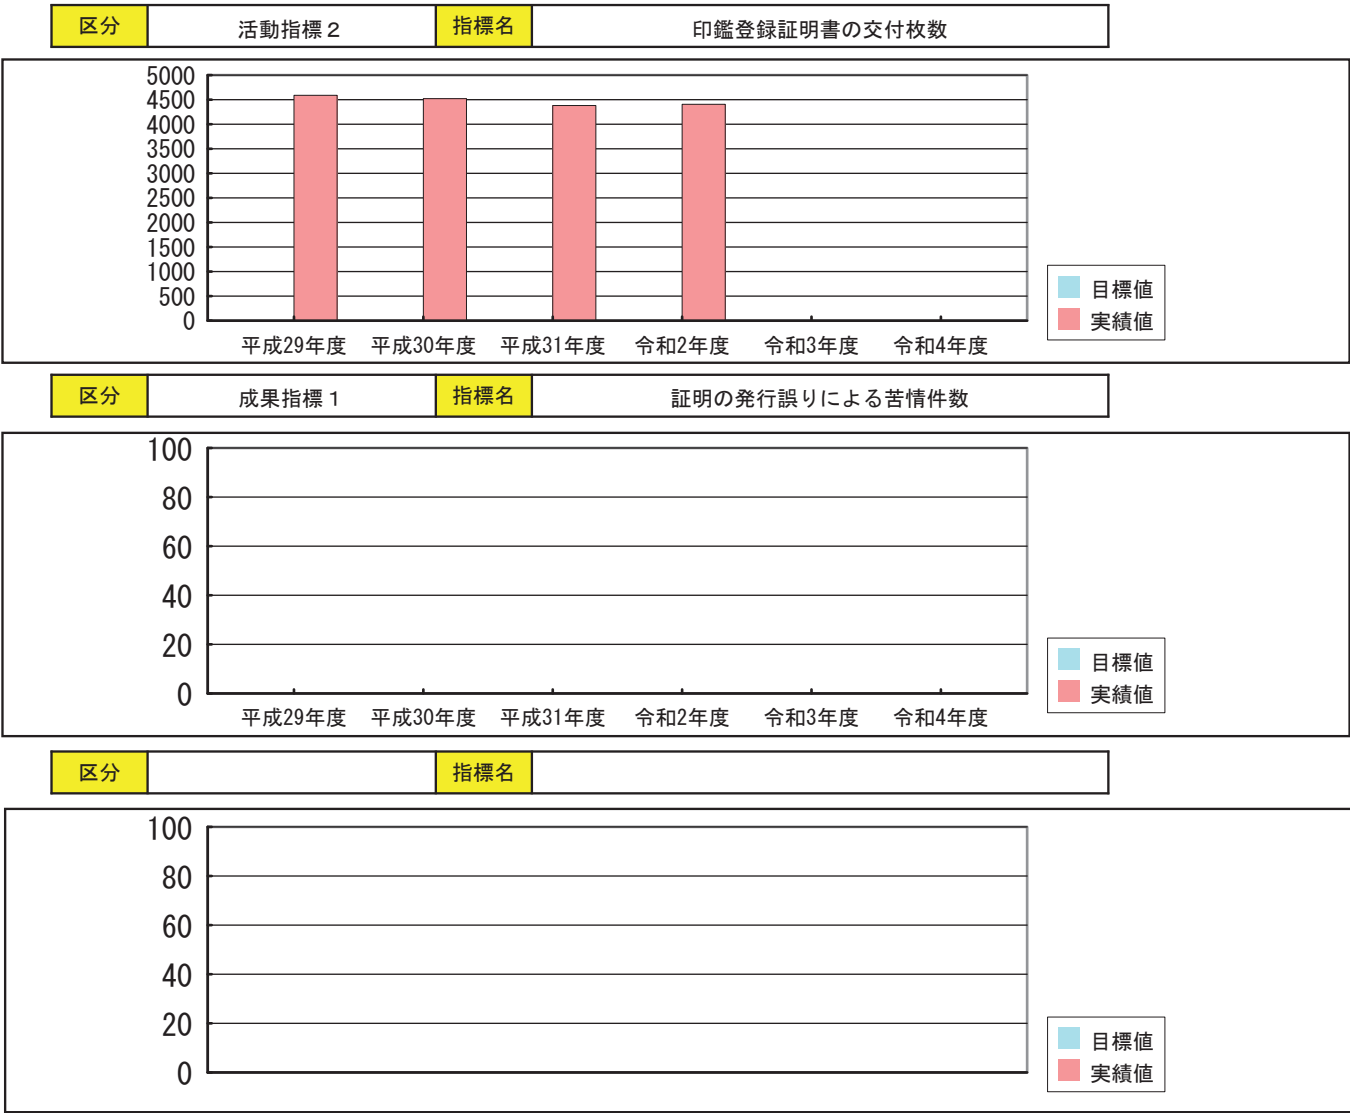 区分 活動指標２ 指標名 印鑑登録証明書の交付枚数
5000
4500
4000
3500
3000
2500
2000
1500
1000
500
0
平成29年度 平成30年度 平成31年度 令和2年度 令和3年度 令和4年度
目標値
実績値
区分 成果指標１ 指標名 証明の発行誤りによる苦情件数
100
80
60
40
20
0
平成29年度 平成30年度 平成31年度 令和2年度 令和3年度 令和4年度
目標値
実績値
区分 指標名
100
80
60
40
20
0
目標値
実績値